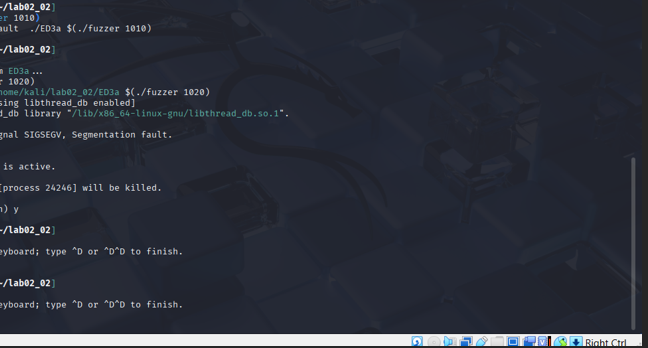 ~/lab02_02]
er 1010)
ault ./ED3a $(./fuzzer 1010)
~/lab02_02]
m ED3a...
r 1020)
home/kali/lab02_02/ED3a $(./fuzzer 1020)
sing libthread_db enabled]
d_db library "/lib/x86_64-linux-gnu/libthread_db.so.1".
gnal SIGSEGV, Segmentation fault.
is active.
[process 24246] will be killed.
n) y
~/lab02_02]
eyboard; type ^D or ^D^D to finish.
~/lab02_02]
eyboard; type ^D or ^D^D to finish.
Right Ctrl